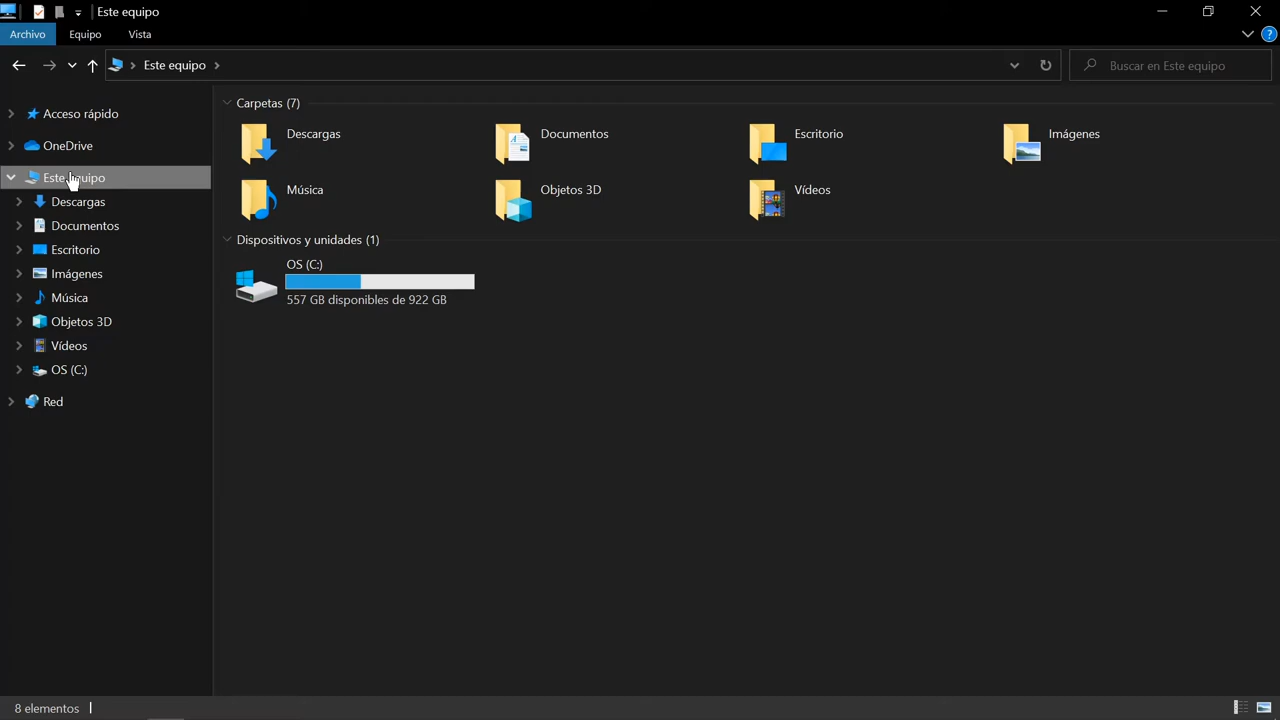 Este equipo
Archivo
Equipo
Vista
Este equipo
Buscar en Este equipo
Acceso rápido
OneDrive
Este equipo
Descargas
Documentos
Escritorio
Imágenes
Música
Objetos 3D
Vídeos
OS (C:)
Red
Carpetas (7)
Descargas
Documentos
Escritorio
Imágenes
Música
Objetos 3D
Vídeos
Dispositivos y unidades (1)
OS (C:)
557 GB disponibles de 922 GB
8 elementos